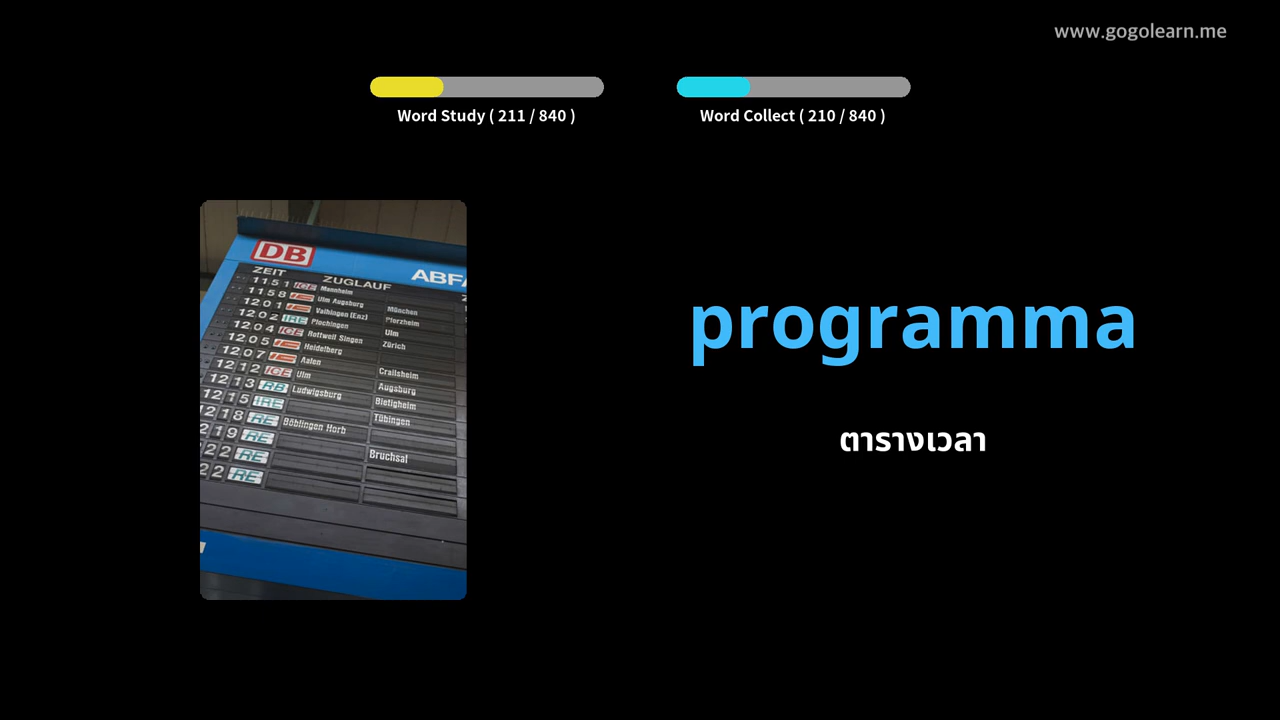 www.gogolearn.me
Word Study ( 211 / 840 )
Word Collect ( 210 / 840 )
DB
ZEIT ZUGLAUF ABFA
1151 ICE Mannheim
1158 Ulm Augsburg München
1201 Vaihingen (Enz) Pforzheim
1202 IRE Plochingen Ulm
1204 ICE Rottweil Singen Zürich
1205 Heidelberg
1207 Aalen Crailsheim
1212 ICE Ulm Augsburg
1213 RB Ludwigsburg Bietigheim
1215 IRE Tübingen
1218 RE Böblingen Horb
219 RE
22 RE Bruchsal
22 RE
programma
ตารางเวลา